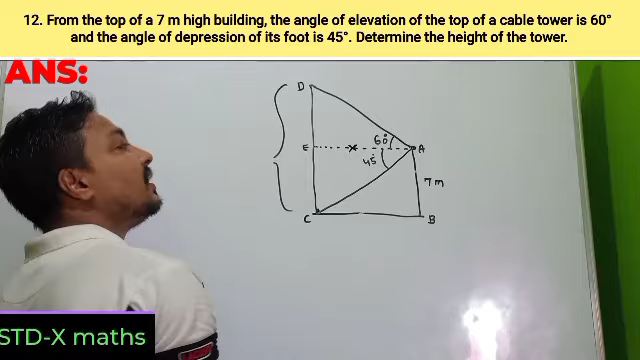 12. From the top of a 7 m high building, the angle of elevation of the top of a cable tower is 60°
and the angle of depression of its foot is 45°. Determine the height of the tower.
ANS:
D
60°
E
A
45°
7 m
C
B
STD-X maths